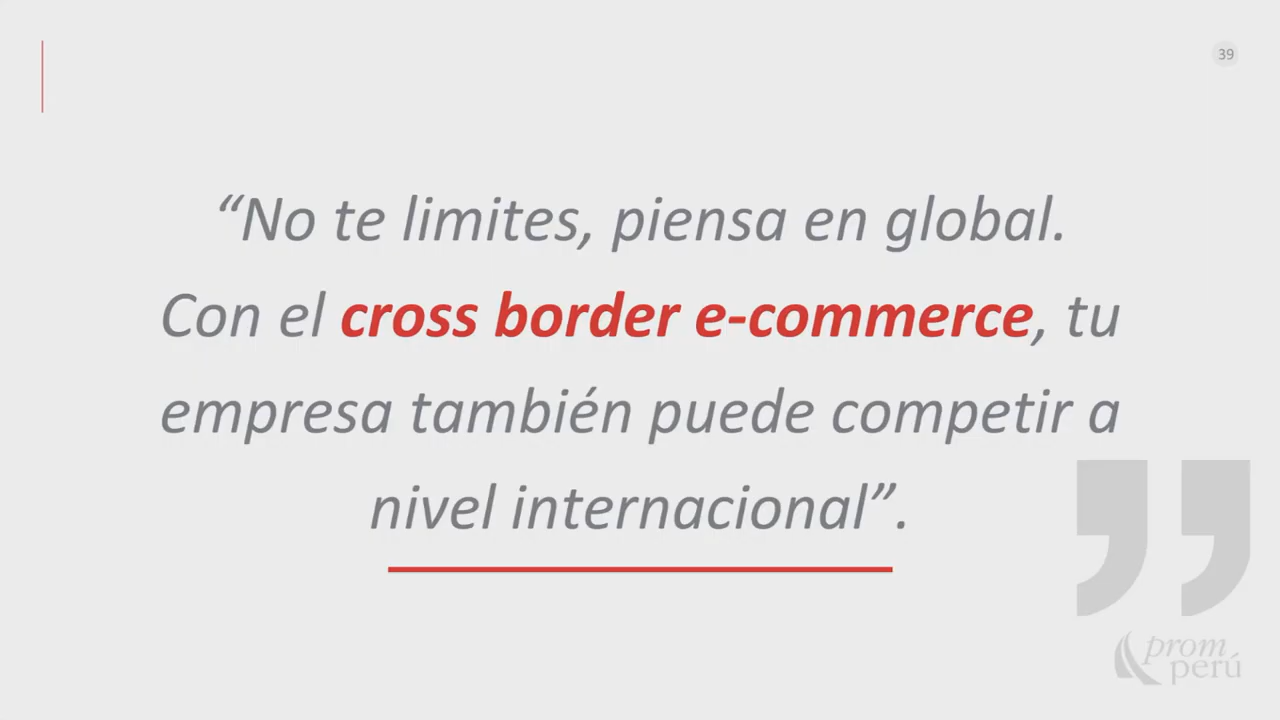 39
“No te limites, piensa en global.
Con el cross border e-commerce, tu
empresa también puede competir a
nivel internacional”.
prom
perú